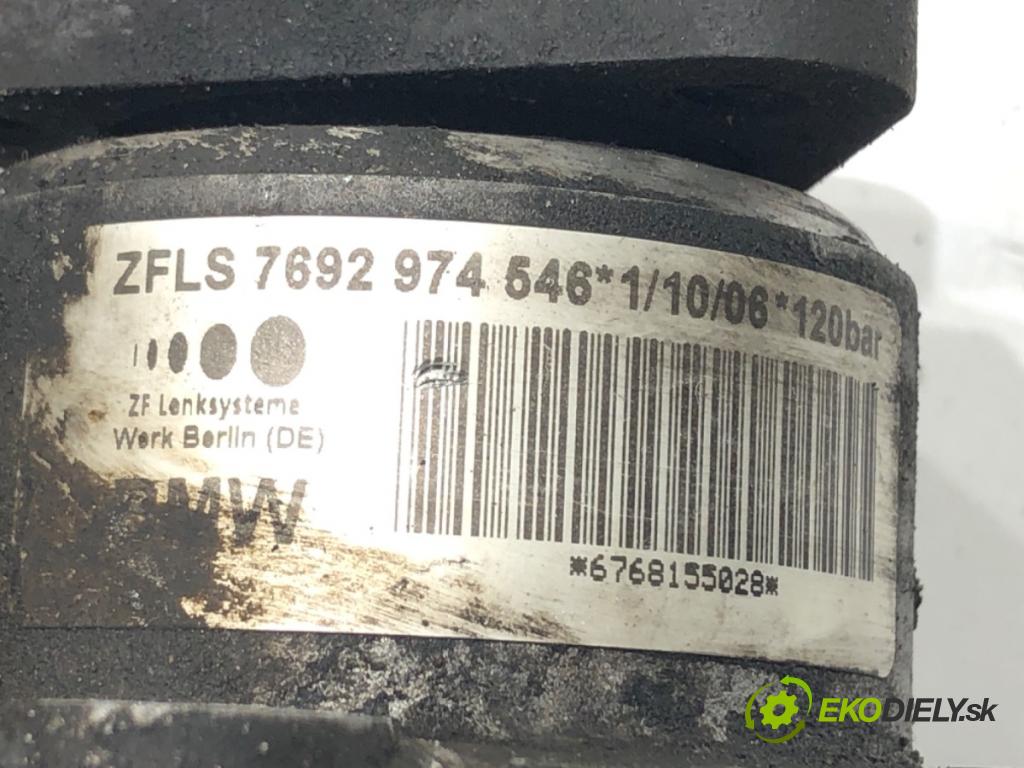 ZFLS 7692 974 546*1/10/06*120bar
ZF Lenksysteme
Werk Berlin (DE)
BMW
*6768155028*
EKODIELY.sk